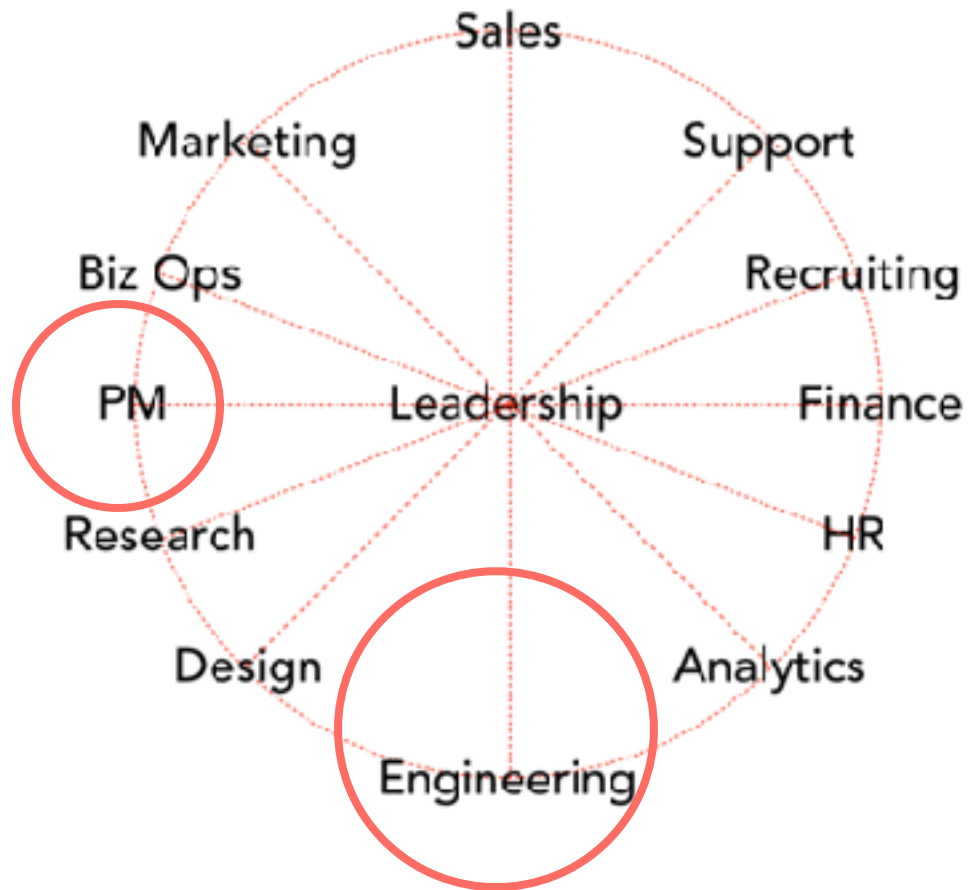 Sales
Marketing
Support
Biz Ops
Recruiting
PM
Leadership
Finance
Research
HR
Design
Analytics
Engineering